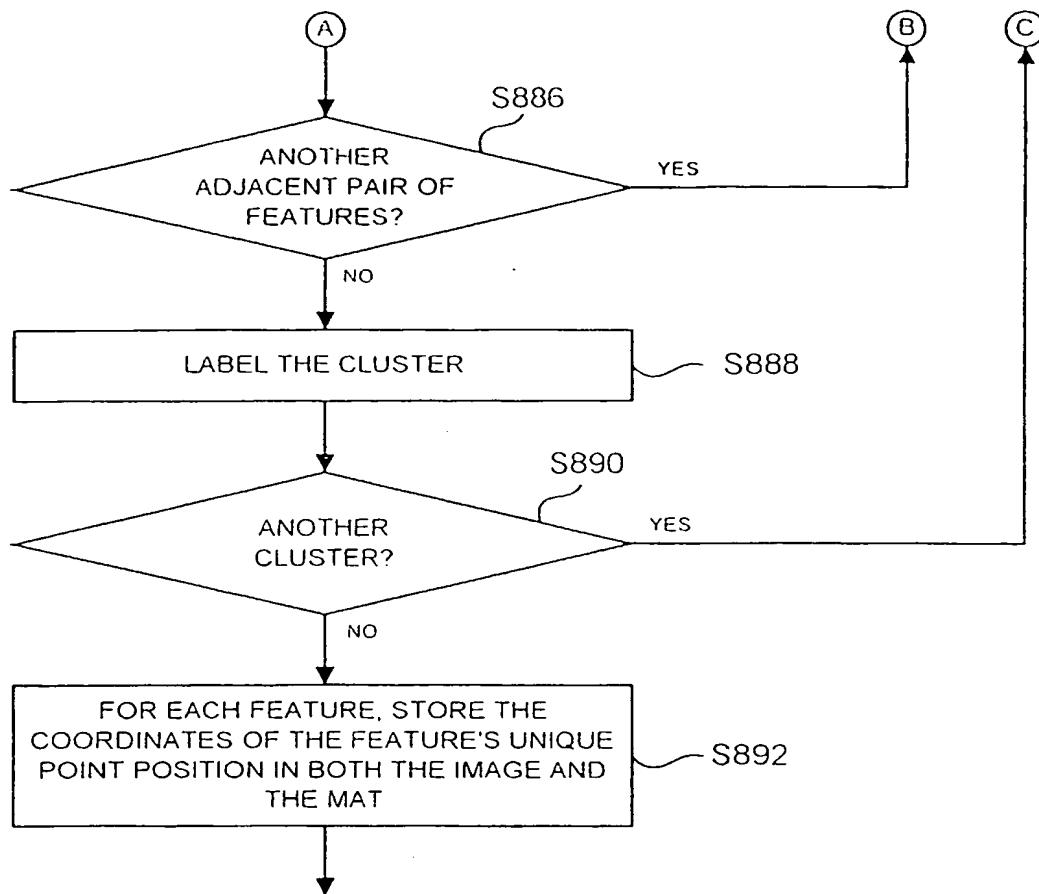 A
B
C
S886
ANOTHER
ADJACENT PAIR OF
FEATURES?
YES
NO
LABEL THE CLUSTER
S888
S890
ANOTHER
CLUSTER?
YES
NO
FOR EACH FEATURE, STORE THE
COORDINATES OF THE FEATURE'S UNIQUE
POINT POSITION IN BOTH THE IMAGE AND
THE MAT
S892